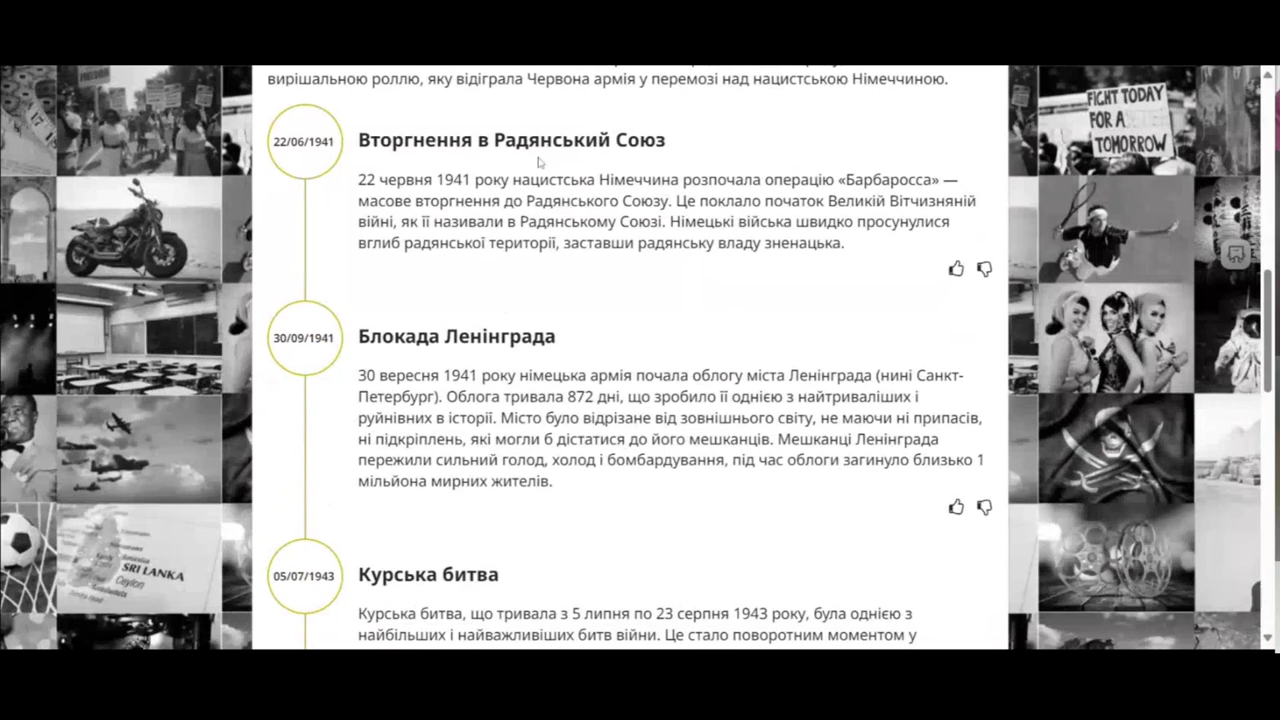 вирішальною роллю, яку відіграла Червона армія у перемозі над нацистською Німеччиною.
22/06/1941
Вторгнення в Радянський Союз
22 червня 1941 року нацистська Німеччина розпочала операцію «Барбаросса» —
масове вторгнення до Радянського Союзу. Це поклало початок Великій Вітчизняній
війні, як її називали в Радянському Союзі. Німецькі війська швидко просунулися
вглиб радянської території, заставши радянську владу зненацька.
30/09/1941
Блокада Ленінграда
30 вересня 1941 року німецька армія почала облогу міста Ленінграда (нині Санкт-
Петербург). Облога тривала 872 дні, що зробило її однією з найтриваліших і
руйнівних в історії. Місто було відрізане від зовнішнього світу, не маючи ні припасів,
ні підкріплень, які могли б дістатися до його мешканців. Мешканці Ленінграда
пережили сильний голод, холод і бомбардування, під час облоги загинуло близько 1
мільйона мирних жителів.
05/07/1943
Курська битва
Курська битва, що тривала з 5 липня по 23 серпня 1943 року, була однією з
найбільших і найважливіших битв війни. Це стало поворотним моментом у
FIGHT TODAY
FOR A
TOMORROW
SRI LANKA
Ceylon